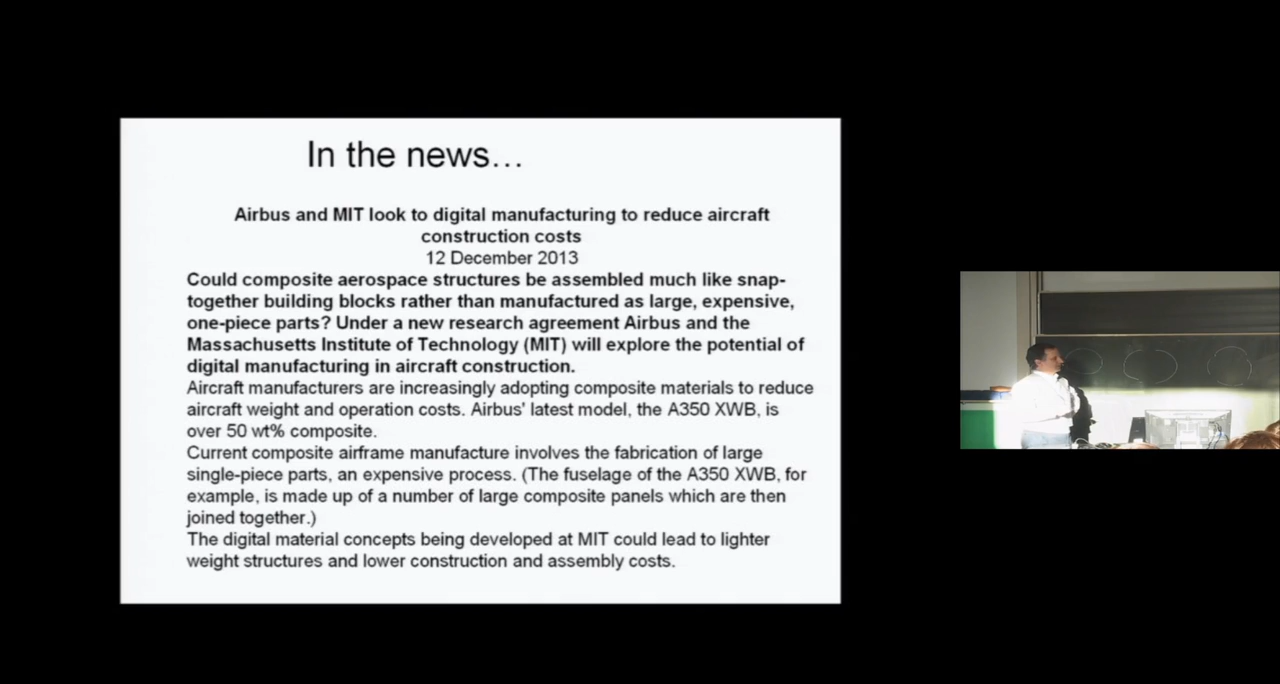 In the news…
Airbus and MIT look to digital manufacturing to reduce aircraft
construction costs
12 December 2013
Could composite aerospace structures be assembled much like snap-
together building blocks rather than manufactured as large, expensive,
one-piece parts? Under a new research agreement Airbus and the
Massachusetts Institute of Technology (MIT) will explore the potential of
digital manufacturing in aircraft construction.
Aircraft manufacturers are increasingly adopting composite materials to reduce
aircraft weight and operation costs. Airbus' latest model, the A350 XWB, is
over 50 wt% composite.
Current composite airframe manufacture involves the fabrication of large
single-piece parts, an expensive process. (The fuselage of the A350 XWB, for
example, is made up of a number of large composite panels which are then
joined together.)
The digital material concepts being developed at MIT could lead to lighter
weight structures and lower construction and assembly costs.